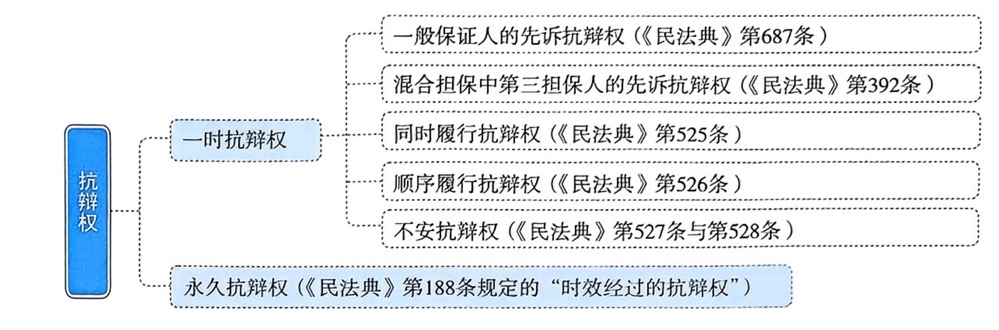 抗辩权
一时抗辩权
一般保证人的先诉抗辩权（《民法典》第687条）
混合担保中第三担保人的先诉抗辩权（《民法典》第392条）
同时履行抗辩权（《民法典》第525条）
顺序履行抗辩权（《民法典》第526条）
不安抗辩权（《民法典》第527条与第528条）
永久抗辩权（《民法典》第188条规定的“时效经过的抗辩权”）